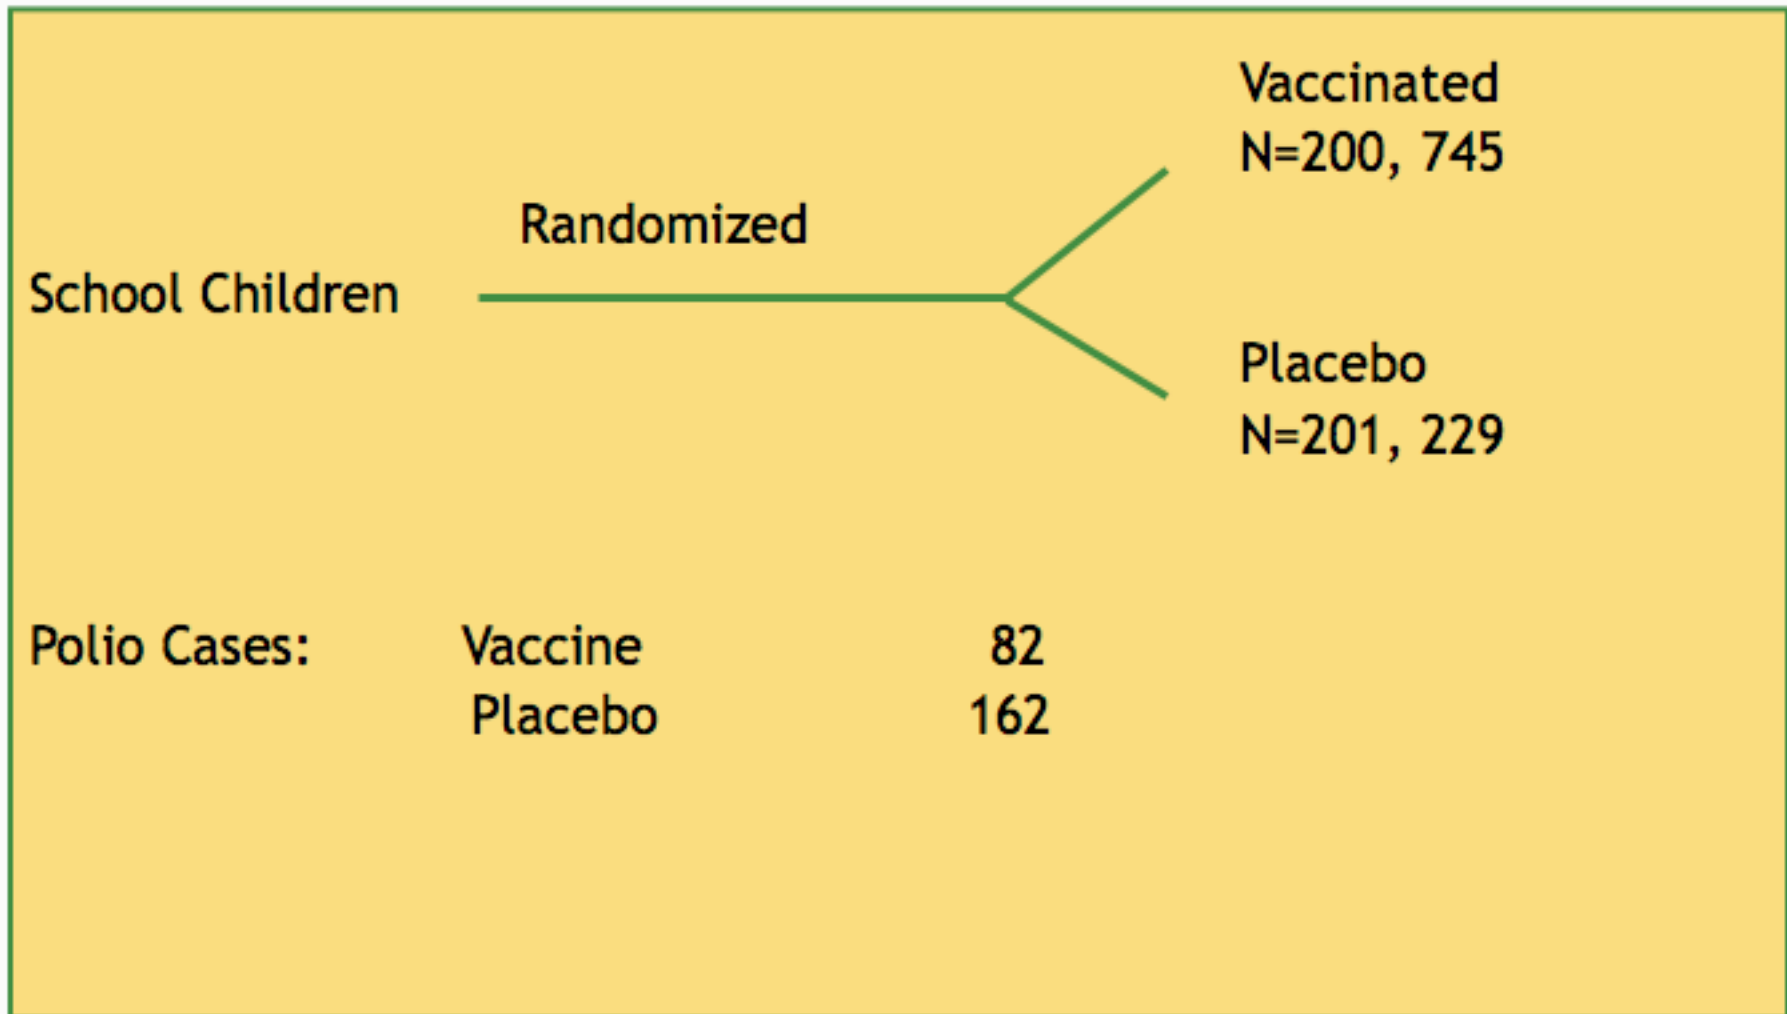 Vaccinated
N=200, 745
Randomized
School Children
Placebo
N=201, 229
Polio Cases: Vaccine 82
Placebo 162